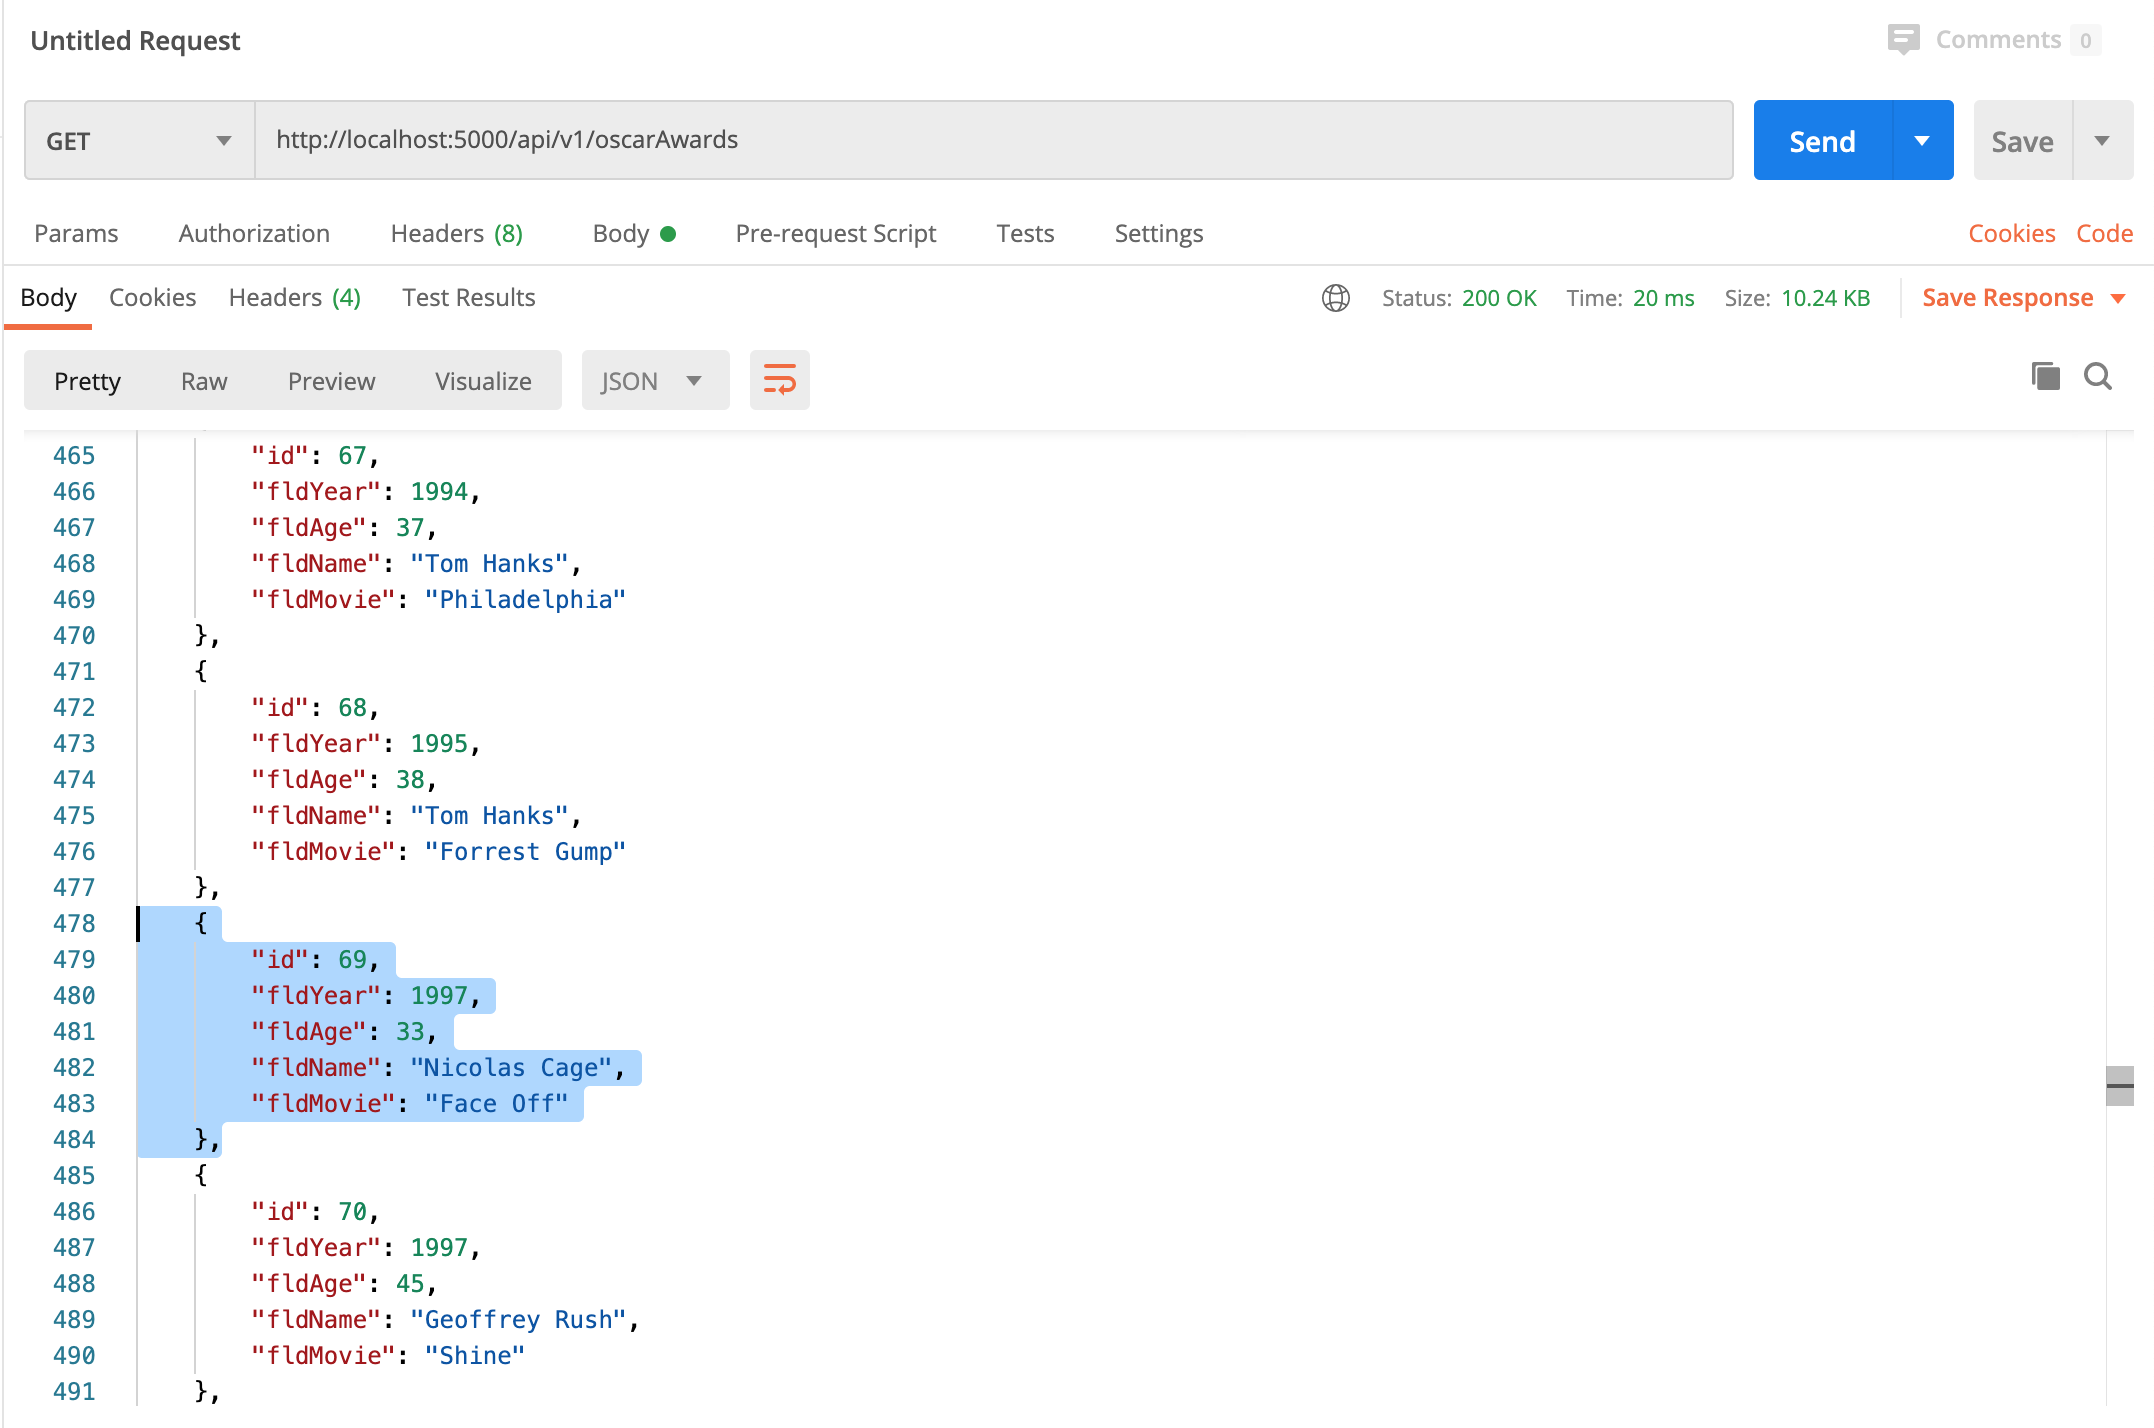 Untitled Request
Comments 0
GET http://localhost:5000/api/v1/oscarAwards Send Save
Params Authorization Headers (8) Body Pre-request Script Tests Settings Cookies Code
Body Cookies Headers (4) Test Results Status: 200 OK Time: 20 ms Size: 10.24 KB Save Response
Pretty Raw Preview Visualize JSON
465 "id": 67,
466 "fldYear": 1994,
467 "fldAge": 37,
468 "fldName": "Tom Hanks",
469 "fldMovie": "Philadelphia"
470 },
471 {
472 "id": 68,
473 "fldYear": 1995,
474 "fldAge": 38,
475 "fldName": "Tom Hanks",
476 "fldMovie": "Forrest Gump"
477 },
478 {
479 "id": 69,
480 "fldYear": 1997,
481 "fldAge": 33,
482 "fldName": "Nicolas Cage",
483 "fldMovie": "Face Off"
484 },
485 {
486 "id": 70,
487 "fldYear": 1997,
488 "fldAge": 45,
489 "fldName": "Geoffrey Rush",
490 "fldMovie": "Shine"
491 },